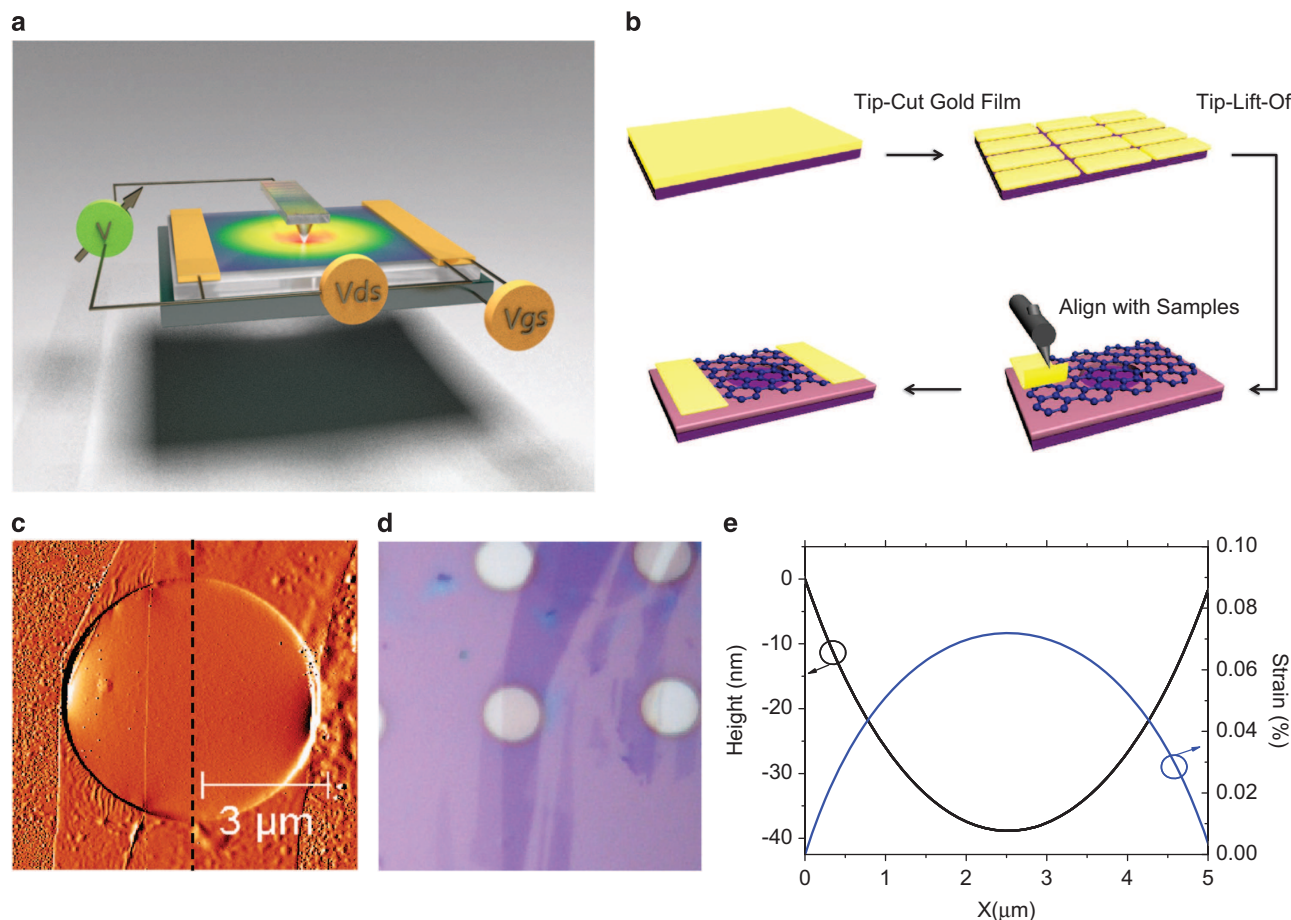 a
V
Vds
Vgs
b
Tip-Cut Gold Film
Tip-Lift-Of
Align with Samples
c
3 μm
d
e
Height (nm)
0
-10
-20
-30
-40
0.10
0.08
0.06
0.04
0.02
0.00
Strain (%)
0 1 2 3 4 5
X(μm)